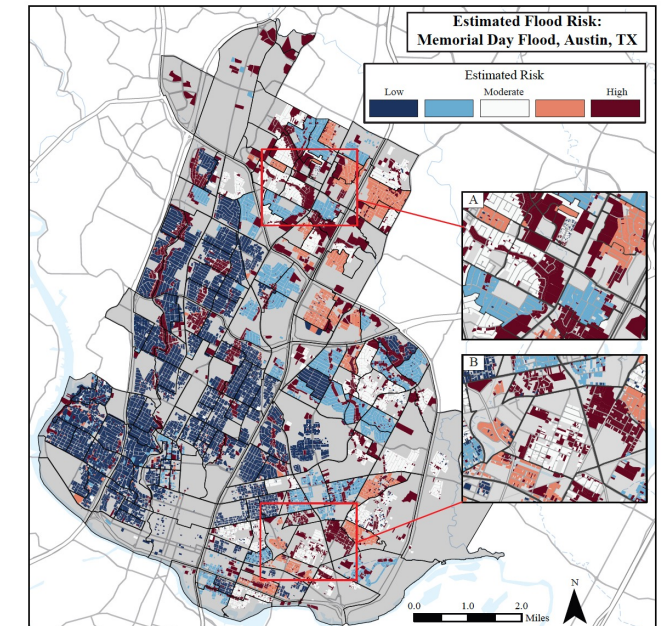 Estimated Flood Risk:
Memorial Day Flood, Austin, TX
Estimated Risk
Low Moderate High
A
B
N
0.0 1.0 2.0
Miles